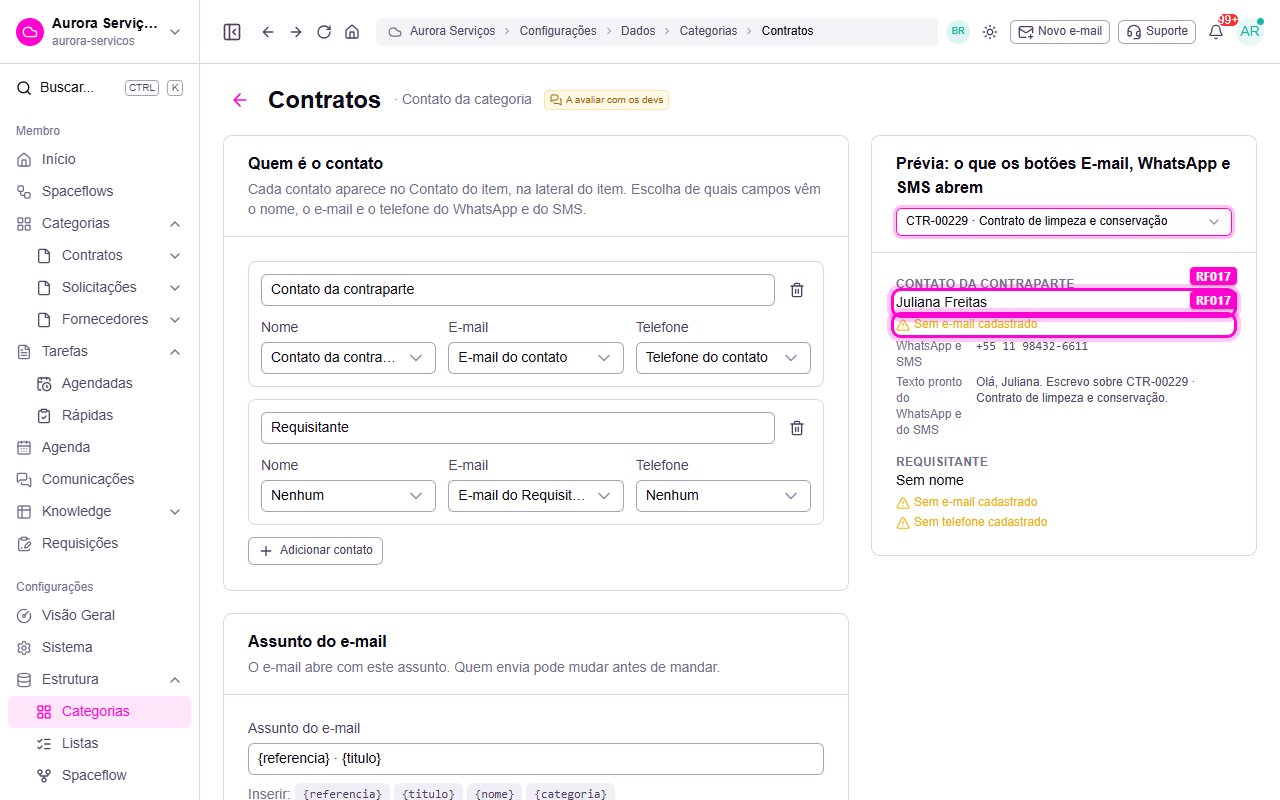 Aurora Serviç...
aurora-servicos
Aurora Serviços
Configurações
Dados
Categorias
Contratos
BR
Novo e-mail
Suporte
99+
AR
Buscar...
CTRL
K
Membro
Início
Spaceflows
Categorias
Contratos
Solicitações
Fornecedores
Tarefas
Agendadas
Rápidas
Agenda
Comunicações
Knowledge
Requisições
Configurações
Visão Geral
Sistema
Estrutura
Categorias
Listas
Spaceflow
Contratos
· Contato da categoria
A avaliar com os devs
Quem é o contato
Cada contato aparece no Contato do item, na lateral do item. Escolha de quais campos vêm
o nome, o e-mail e o telefone do WhatsApp e do SMS.
Contato da contraparte
Nome
E-mail
Telefone
Contato da contra...
E-mail do contato
Telefone do contato
Requisitante
Nome
E-mail
Telefone
Nenhum
E-mail do Requisit...
Nenhum
Adicionar contato
Assunto do e-mail
O e-mail abre com este assunto. Quem envia pode mudar antes de mandar.
Assunto do e-mail
{referencia} · {titulo}
Inserir:
{referencia}
{titulo}
{nome}
{categoria}
Prévia: o que os botões E-mail, WhatsApp e
SMS abrem
CTR-00229 · Contrato de limpeza e conservação
RF017
CONTATO DA CONTRAPARTE
Juliana Freitas
RF017
Sem e-mail cadastrado
WhatsApp e
SMS
+55 11 98432-6611
Texto pronto
do
WhatsApp e
do SMS
Olá, Juliana. Escrevo sobre CTR-00229 ·
Contrato de limpeza e conservação.
REQUISITANTE
Sem nome
Sem e-mail cadastrado
Sem telefone cadastrado